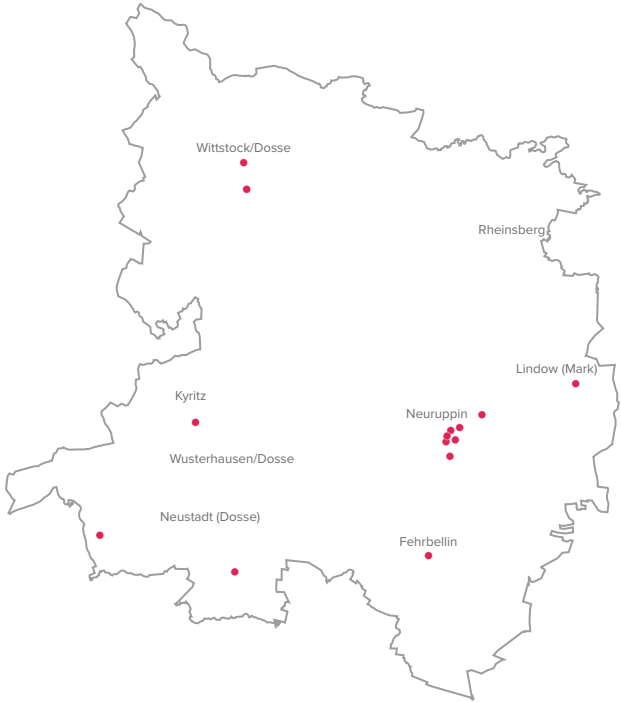 Wittstock/Dosse
Rheinsberg
Lindow (Mark)
Kyritz
Neuruppin
Wusterhausen/Dosse
Neustadt (Dosse)
Fehrbellin